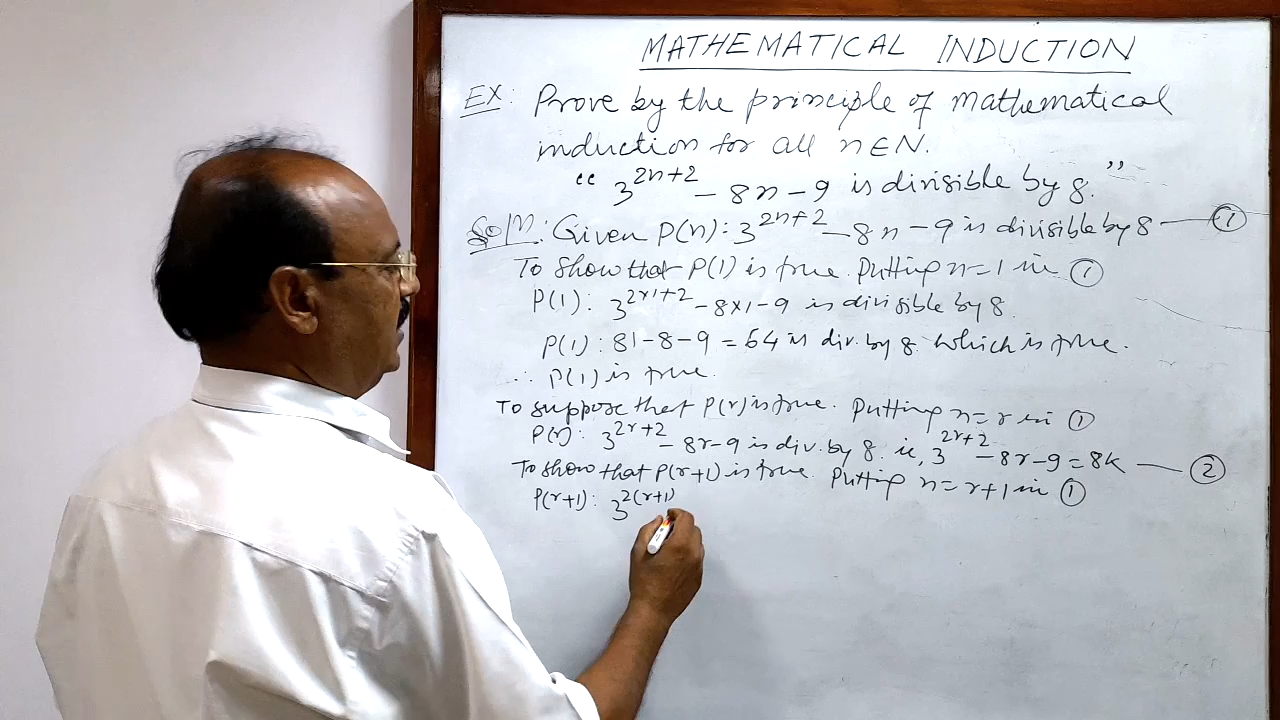 MATHEMATICAL INDUCTION
EX: Prove by the principle of mathematical
induction for all n∈N.
“ 3^{2n+2} – 8n – 9 is divisible by 8. ”
Soln: Given P(n): 3^{2n+2} – 8n – 9 is divisible by 8 — ①
To show that P(1) is true. Putting n=1 in ①
P(1): 3^{2×1+2} – 8×1 – 9 is divisible by 8.
P(1): 81 – 8 – 9 = 64 is div. by 8. which is true.
∴ P(1) is true.
To suppose that P(r) is true. Putting n=r in ①
P(r): 3^{2r+2} – 8r – 9 is div. by 8. ie, 3^{2r+2} – 8r – 9 = 8k — ②
To show that P(r+1) is true. Putting n=r+1 in ①
P(r+1): 3^{2(r+1)